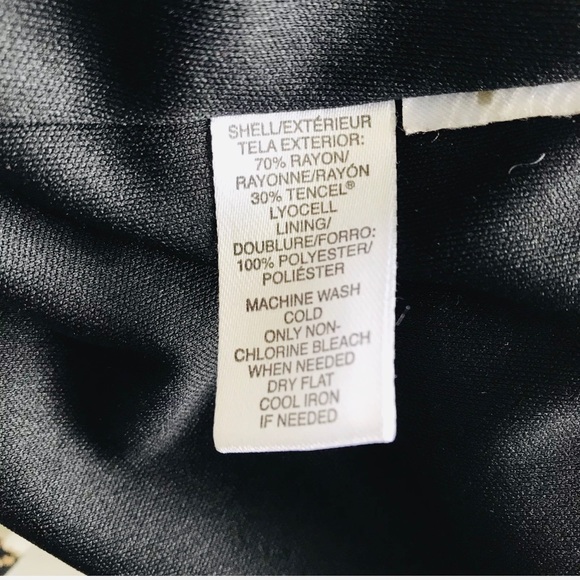 SHELL/EXTÉRIEUR
TELA EXTERIOR:
70% RAYON/
RAYONNE/RAYÓN
30% TENCEL®
LYOCELL
LINING/
DOUBLURE/FORRO:
100% POLYESTER/
POLIÉSTER
MACHINE WASH
COLD
ONLY NON-
CHLORINE BLEACH
WHEN NEEDED
DRY FLAT
COOL IRON
IF NEEDED